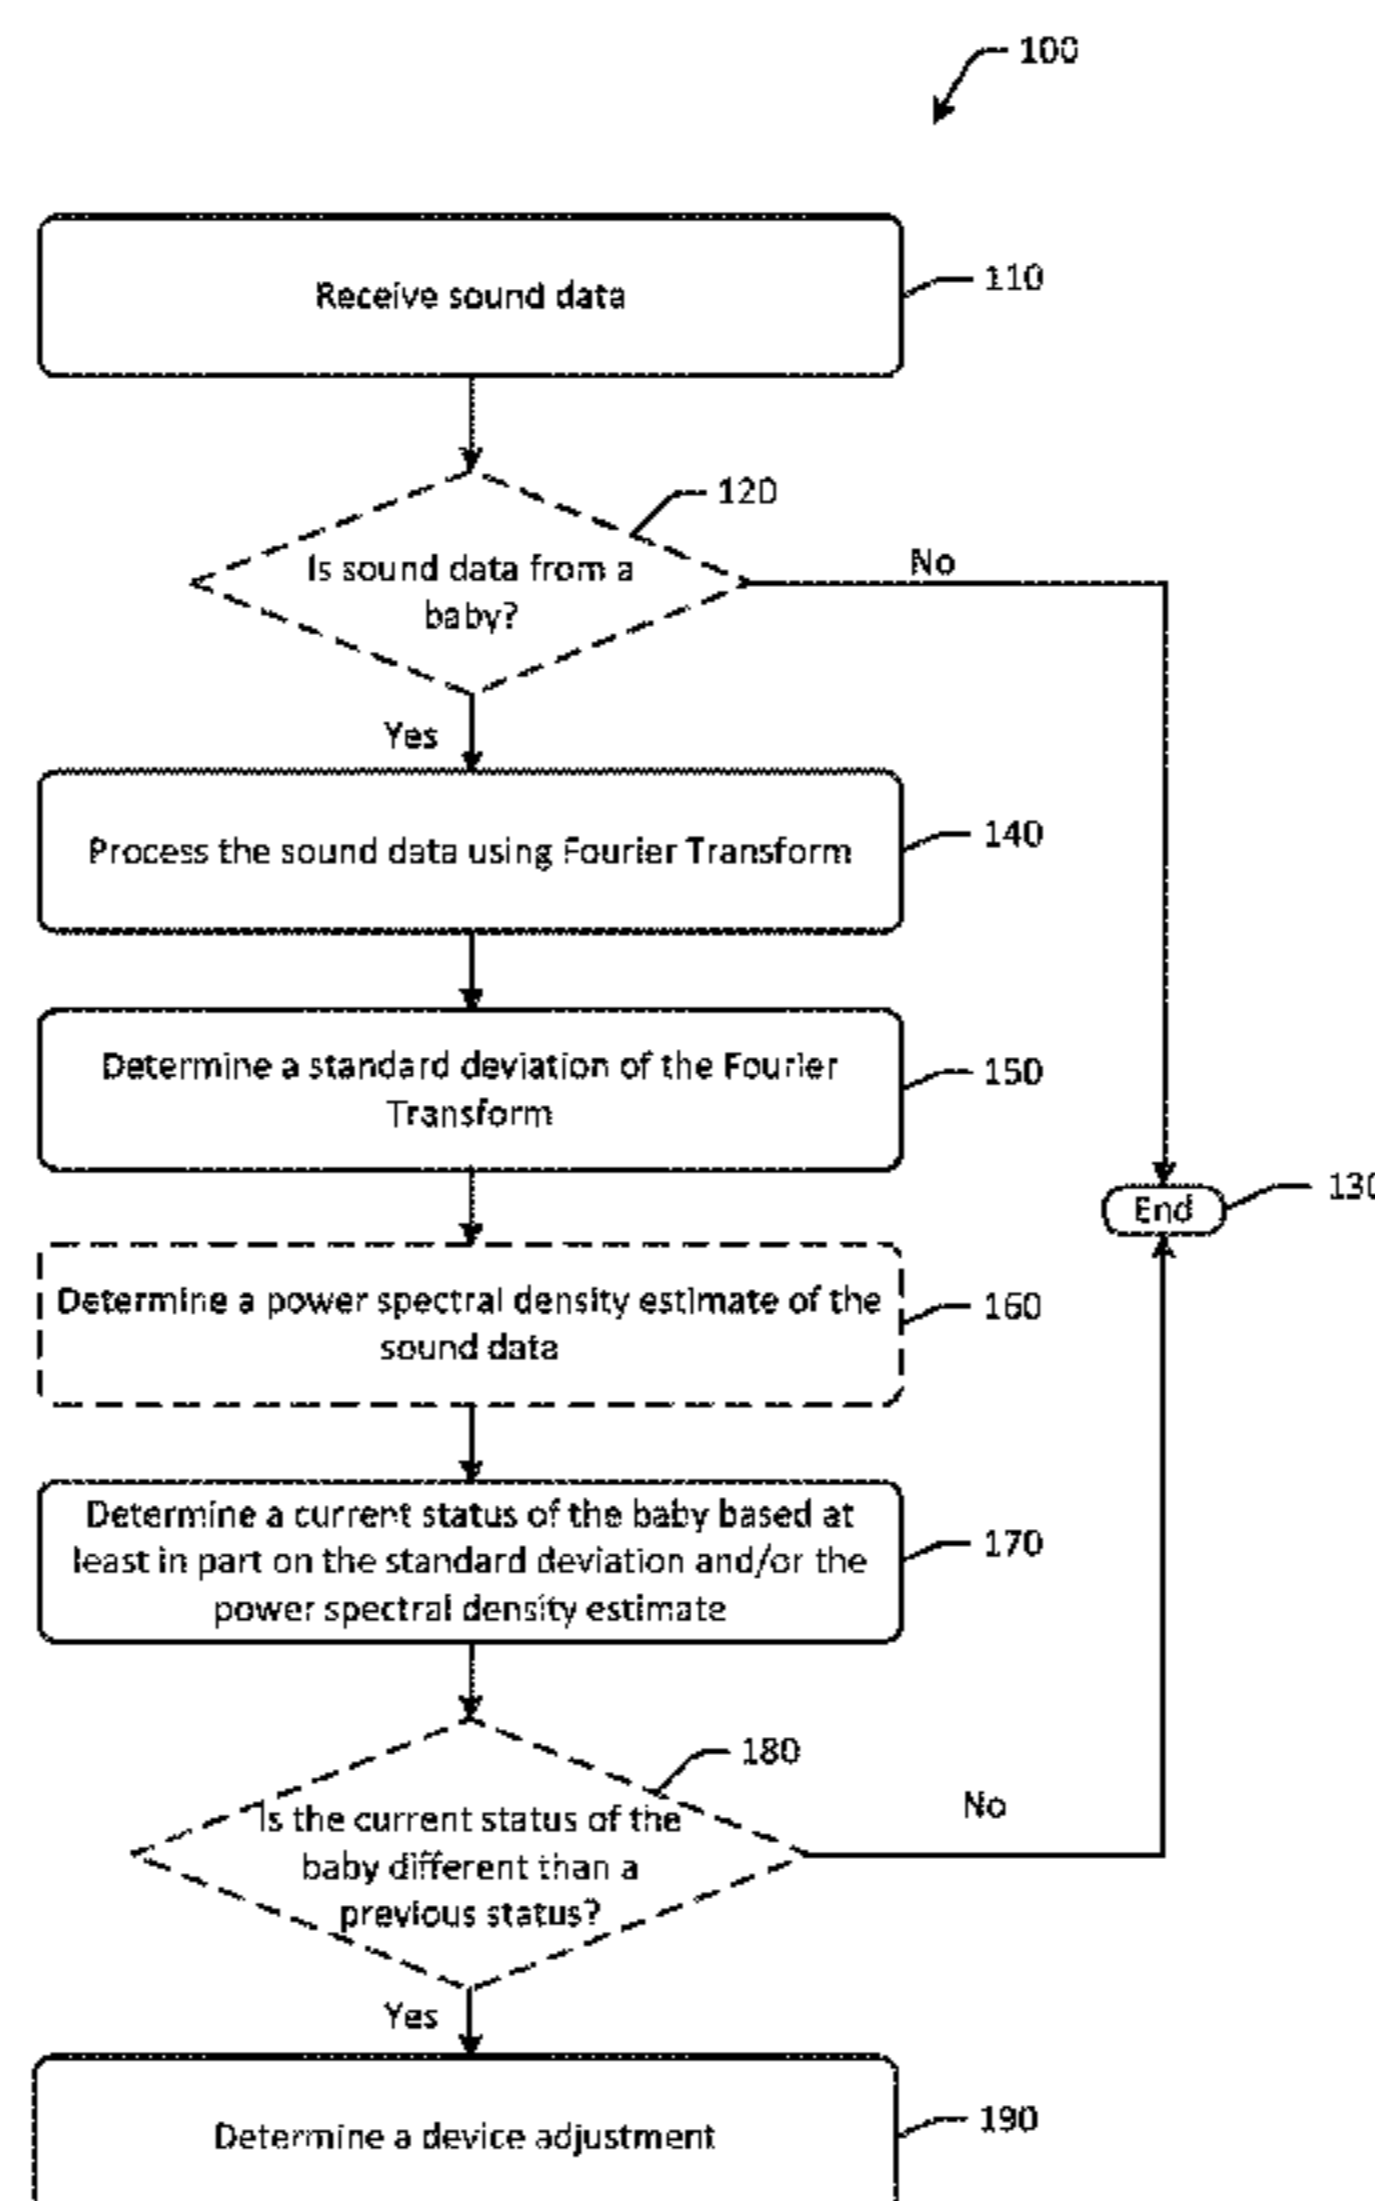 100
Receive sound data
110
120
Is sound data from a
baby?
No
Yes
Process the sound data using Fourier Transform
140
Determine a standard deviation of the Fourier
Transform
150
End
130
Determine a power spectral density estimate of the
sound data
160
Determine a current status of the baby based at
least in part on the standard deviation and/or the
power spectral density estimate
170
180
Is the current status of the
baby different than a
previous status?
No
Yes
Determine a device adjustment
190